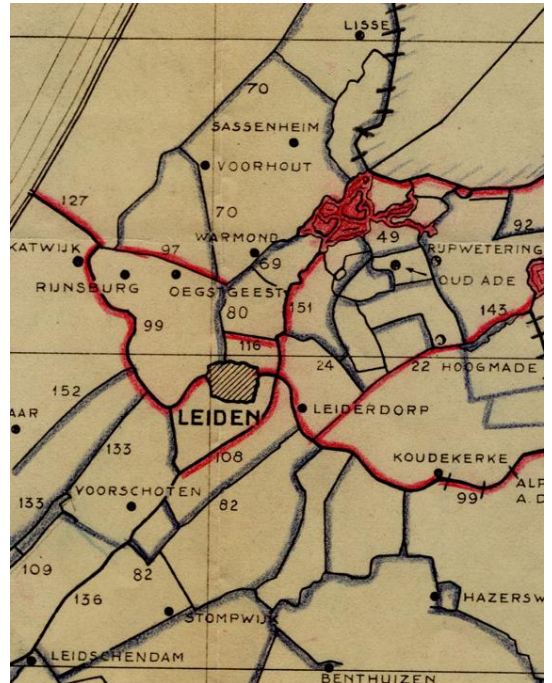 LISSE
70
SASSENHEIM
VOORHOUT
127
70
92
KATWIJK
97
WARMOND
49
RIJPWETERING
69
RIJNSBURG
OEGSTGEEST
OUD ADE
99
80
151
143
116
152
24
22
HOOGMADE
AAR
LEIDEN
LEIDERDORP
133
108
KOUDEKERKE
VOORSCHOTEN
82
99
ALP
A.D
133
109
82
136
STOMPWIJK
HAZERSW
LEIDSCHENDAM
BENTHUIZEN